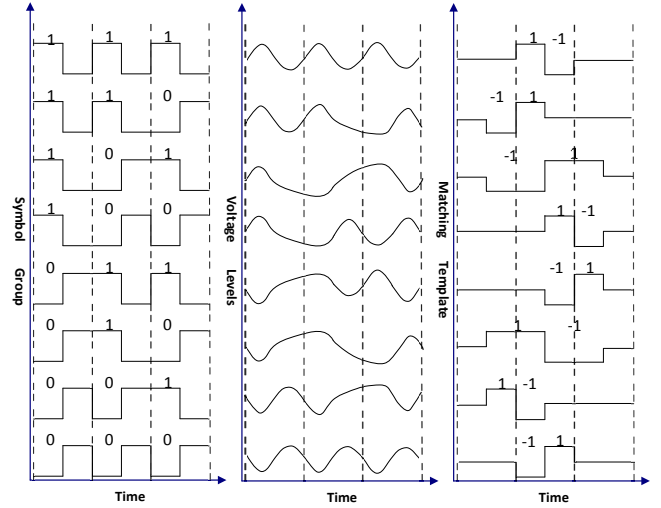 1 1 1
1 1 0
1 0 1
1 0 0
0 1 1
0 1 0
0 0 1
0 0 0
Symbol Group
Time
Voltage Levels
Time
1 -1
-1 1
-1 1
1 -1
-1 1
1 -1
1 -1
-1 1
Matching Template
Time